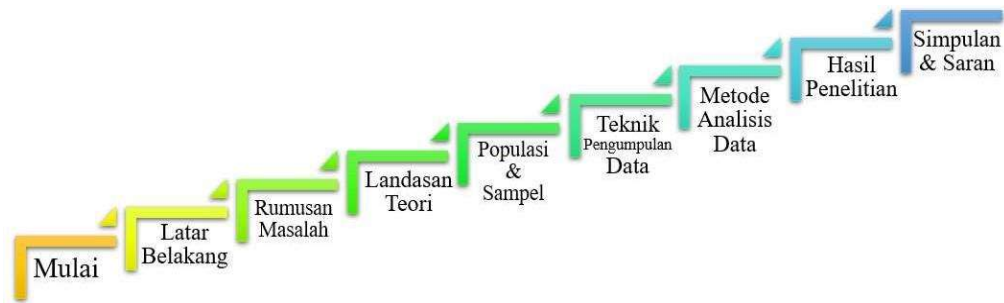 Mulai
Latar
Belakang
Rumusan
Masalah
Landasan
Teori
Populasi
&
Sampel
Teknik
Pengumpulan
Data
Metode
Analisis
Data
Hasil
Penelitian
Simpulan
& Saran